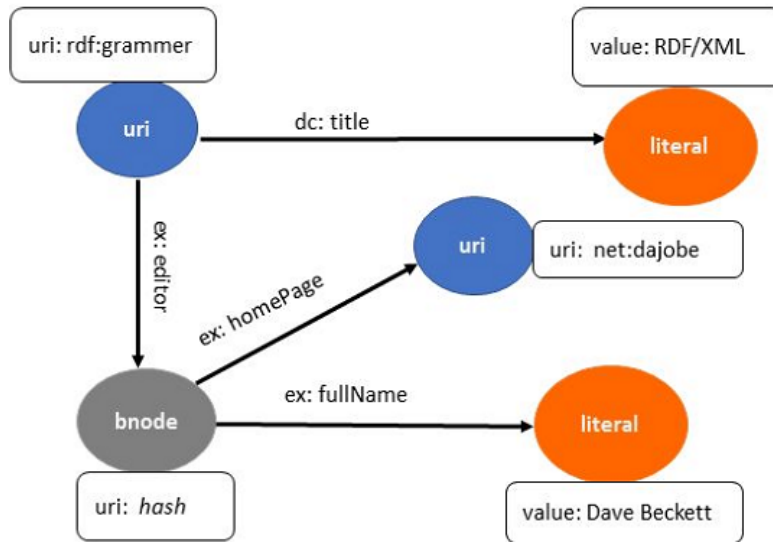 uri: rdf:grammer
value: RDF/XML
uri
dc: title
literal
ex: editor
uri
uri:  net:dajobe
ex: homePage
ex: fullName
bnode
literal
uri:  hash
value: Dave Beckett